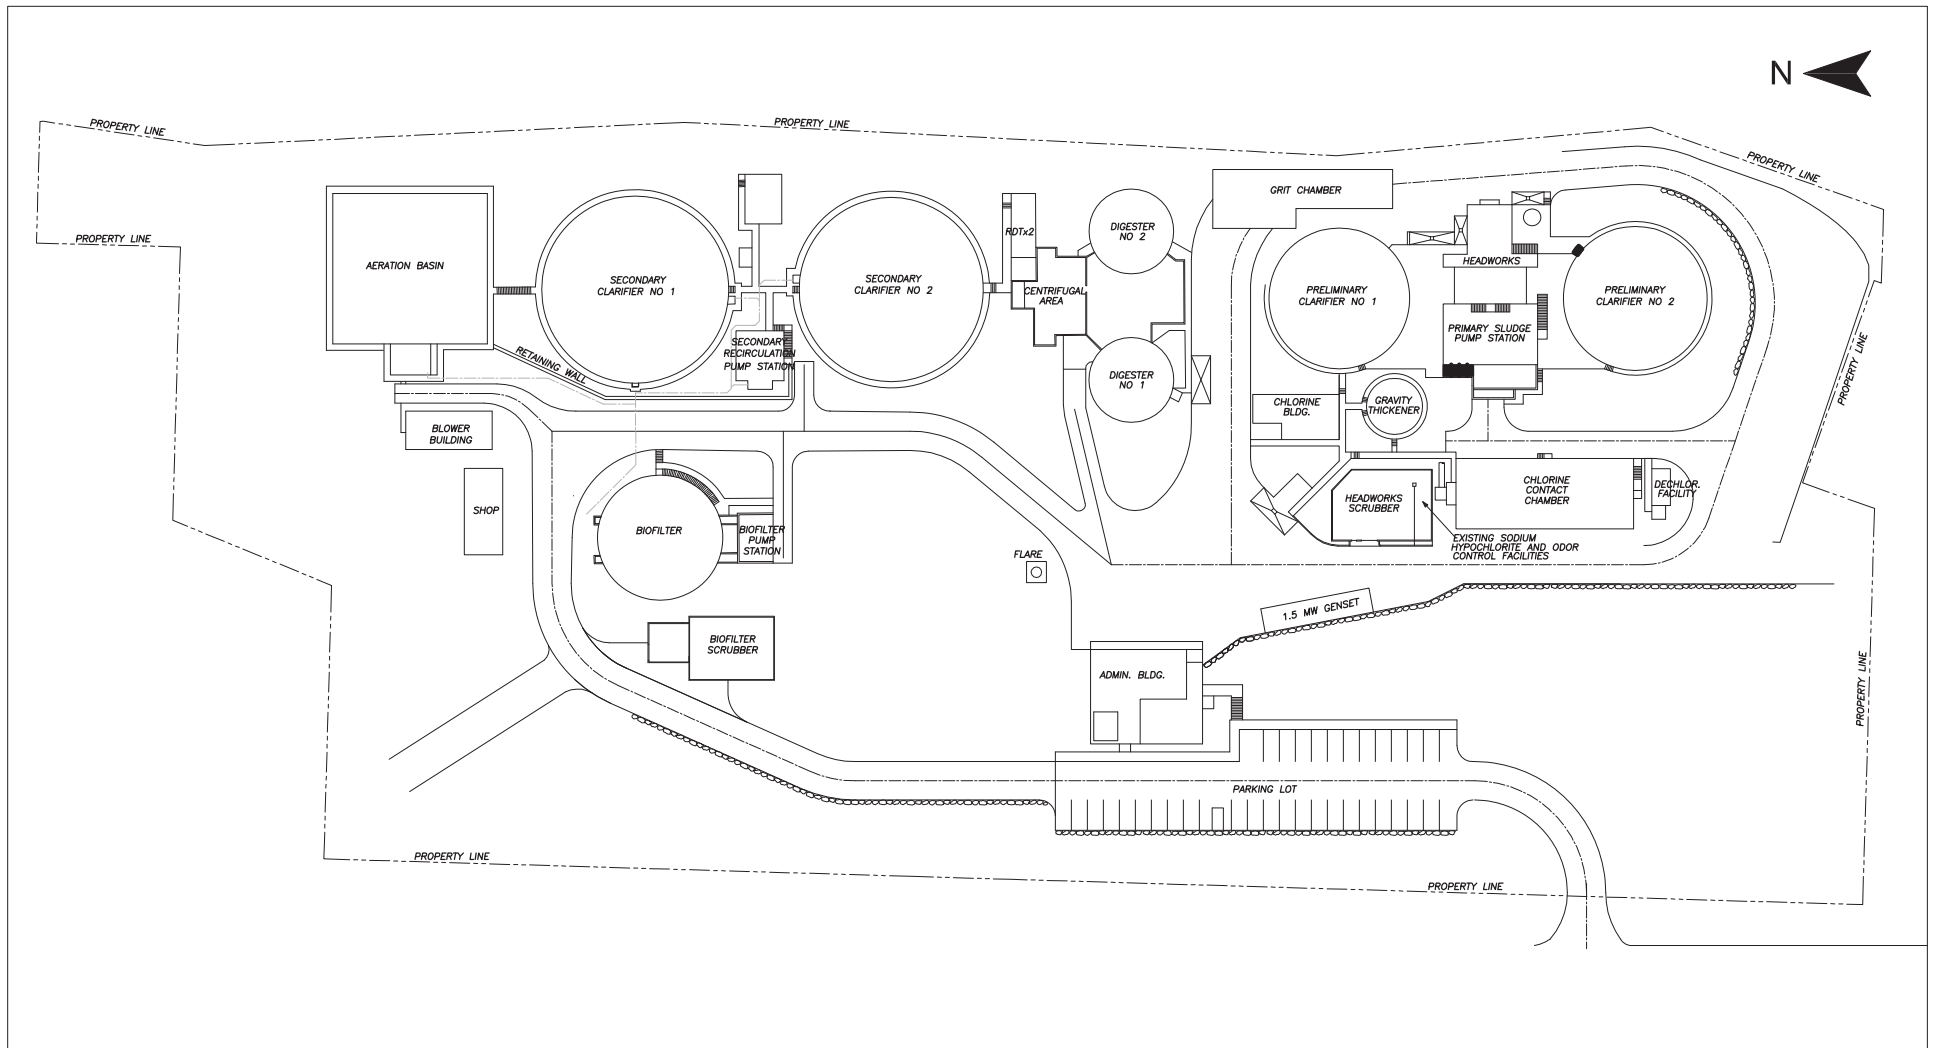 N
PROPERTY LINE
PROPERTY LINE
PROPERTY LINE
PROPERTY LINE
GRIT CHAMBER
AERATION BASIN
SECONDARY
CLARIFIER NO 1
SECONDARY
CLARIFIER NO 2
RDTx2
CENTRIFUGAL
AREA
DIGESTER
NO 2
DIGESTER
NO 1
PRELIMINARY
CLARIFIER NO 1
HEADWORKS
PRELIMINARY
CLARIFIER NO 2
PRIMARY SLUDGE
PUMP STATION
SECONDARY
RECIRCULATION
PUMP STATION
RETAINING WALL
PROPERTY LINE
CHLORINE
BLDG.
GRAVITY
THICKENER
BLOWER
BUILDING
SHOP
BIOFILTER
BIOFILTER
PUMP
STATION
HEADWORKS
SCRUBBER
CHLORINE
CONTACT
CHAMBER
DECHLOR.
FACILITY
EXISTING SODIUM
HYPOCHLORITE AND ODOR
CONTROL FACILITIES
FLARE
1.5 MW GENSET
BIOFILTER
SCRUBBER
ADMIN. BLDG.
PROPERTY LINE
PARKING LOT
PROPERTY LINE
PROPERTY LINE